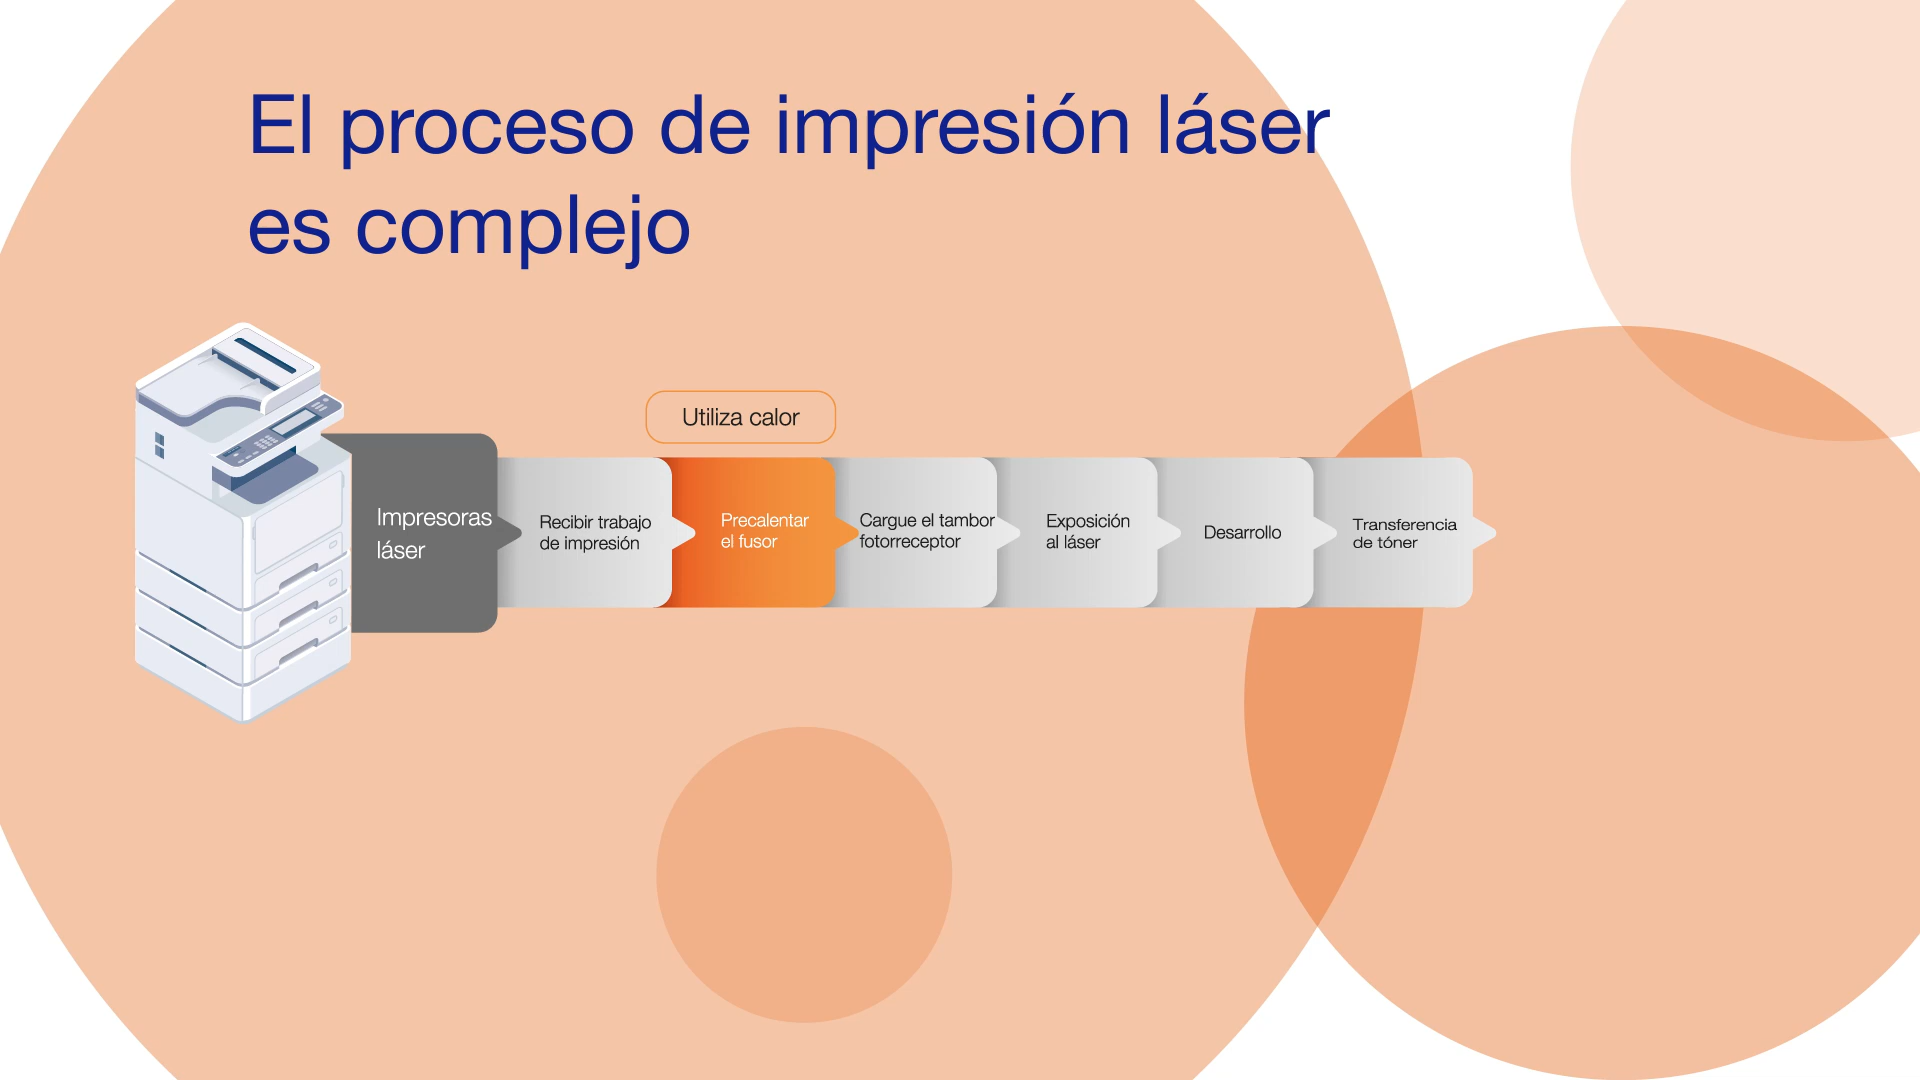 El proceso de impresión láser
es complejo
Utiliza calor
Impresoras
láser
Recibir trabajo
de impresión
Precalentar
el fusor
Cargue el tambor
fotorreceptor
Exposición
al láser
Desarrollo
Transferencia
de tóner